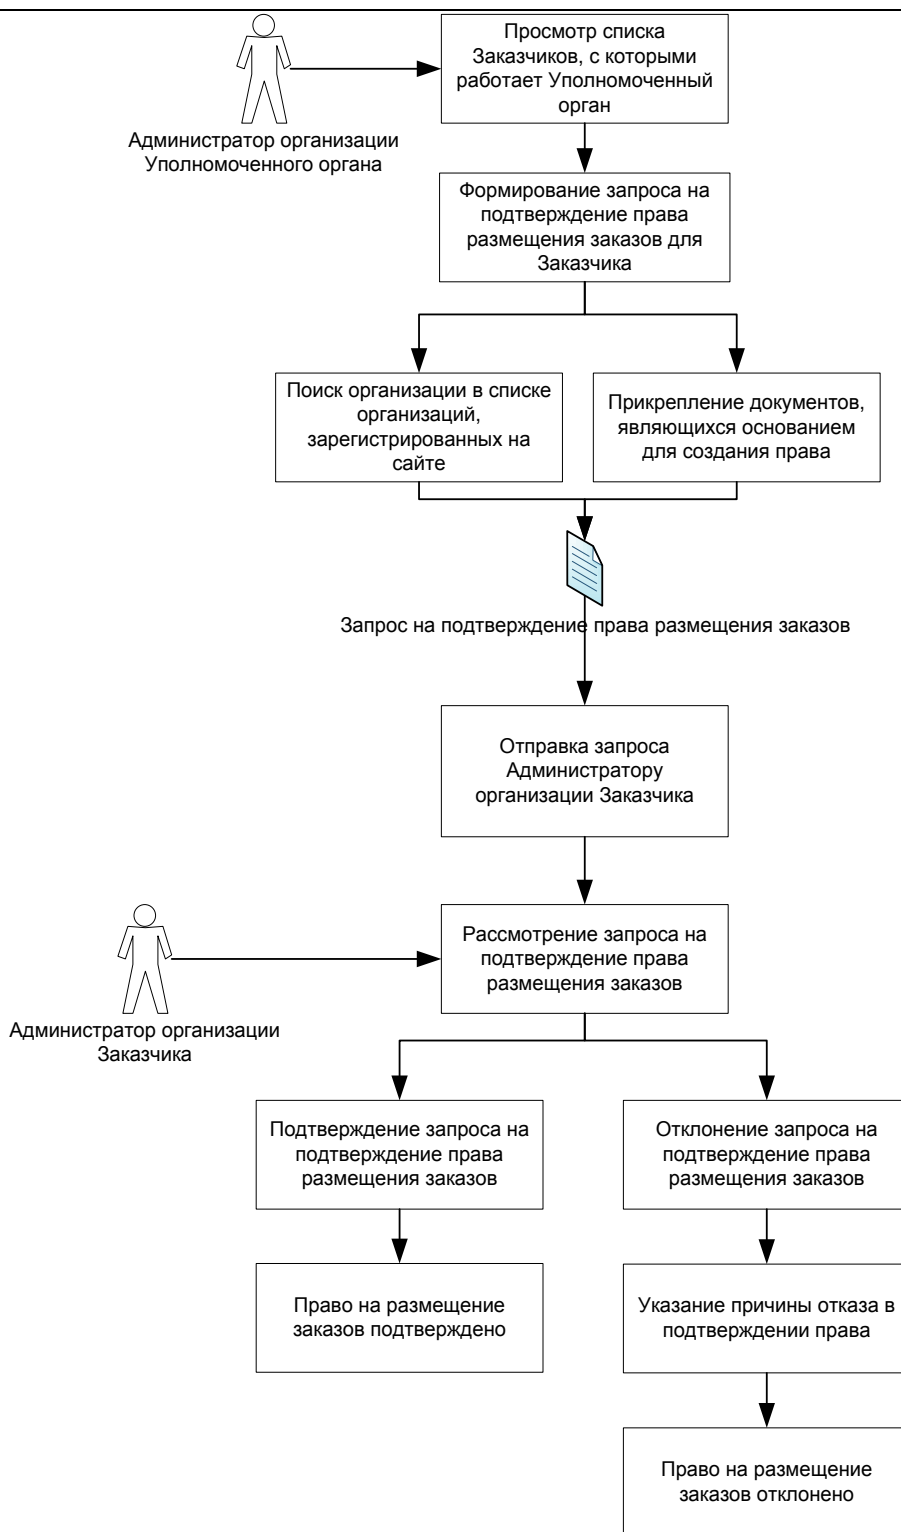 Просмотр списка
Заказчиков, с которыми
работает Уполномоченный
орган
Администратор организации
Уполномоченного органа
Формирование запроса на
подтверждение права
размещения заказов для
Заказчика
Поиск организации в списке
организаций,
зарегистрированных на
сайте
Прикрепление документов,
являющихся основанием
для создания права
Запрос на подтверждение права размещения заказов
Отправка запроса
Администратору
организации Заказчика
Рассмотрение запроса на
подтверждение права
размещения заказов
Администратор организации
Заказчика
Подтверждение запроса на
подтверждение права
размещения заказов
Отклонение запроса на
подтверждение права
размещения заказов
Право на размещение
заказов подтверждено
Указание причины отказа в
подтверждении права
Право на размещение
заказов отклонено